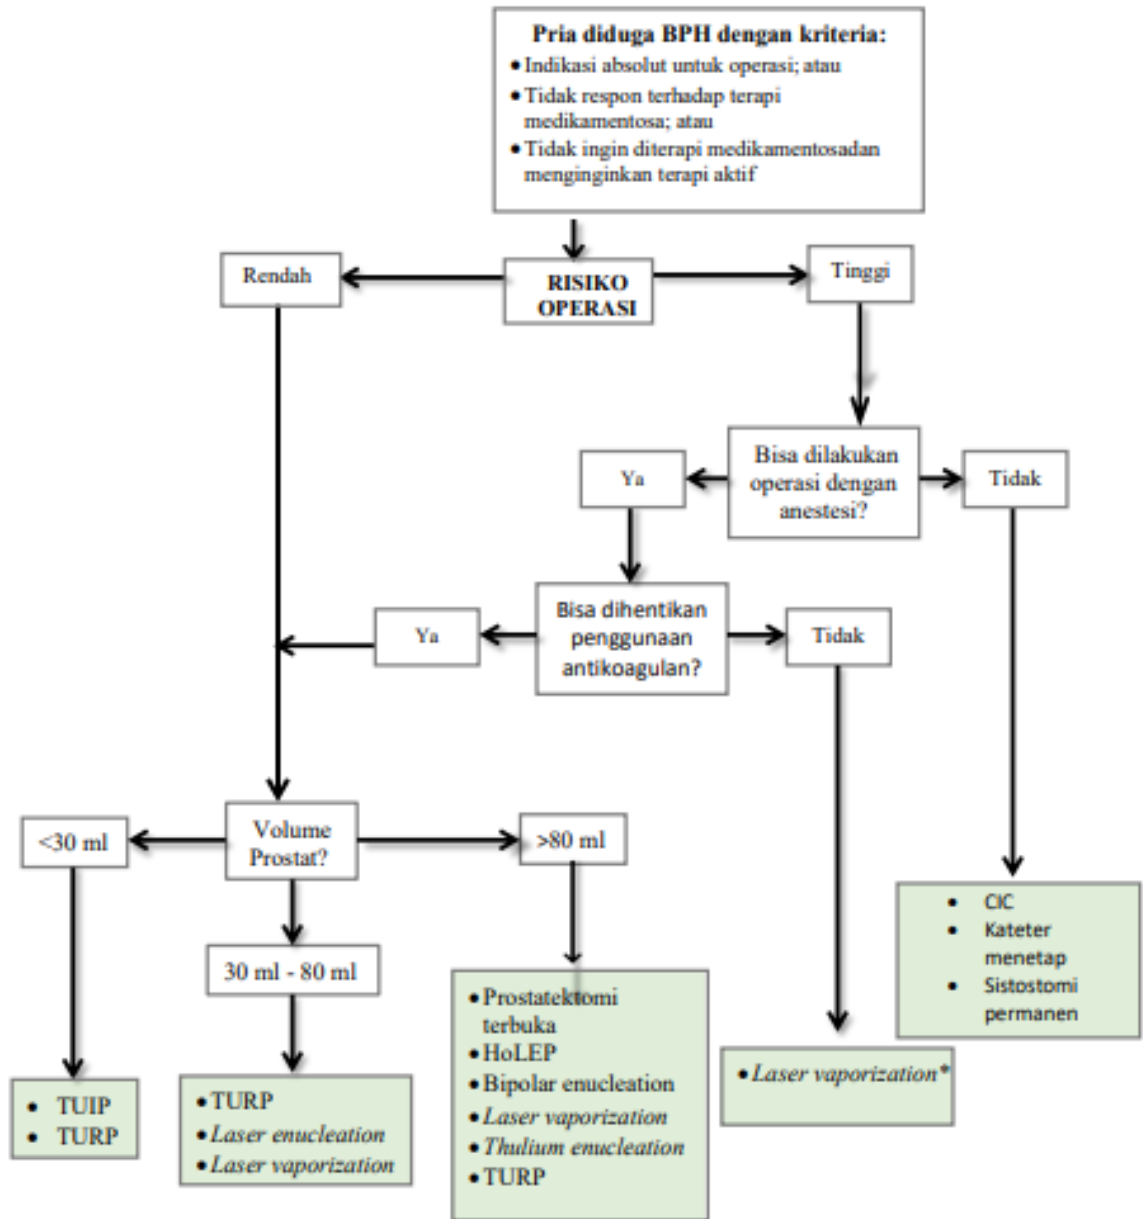 Pria diduga BPH dengan kriteria:
• Indikasi absolut untuk operasi; atau
• Tidak respon terhadap terapi
medikamentosa; atau
• Tidak ingin diterapi medikamentosadan
menginginkan terapi aktif
Rendah
RISIKO
OPERASI
Tinggi
Bisa dilakukan
operasi dengan
anestesi?
Ya
Tidak
Bisa dihentikan
penggunaan
antikoagulan?
Ya
Tidak
Volume
Prostat?
<30 ml
>80 ml
30 ml - 80 ml
• CIC
• Kateter
menetap
• Sistostomi
permanen
• Prostatektomi
terbuka
• HoLEP
• Bipolar enucleation
• Laser vaporization
• Thulium enucleation
• TURP
• Laser vaporization*
• TUIP
• TURP
• TURP
• Laser enucleation
• Laser vaporization